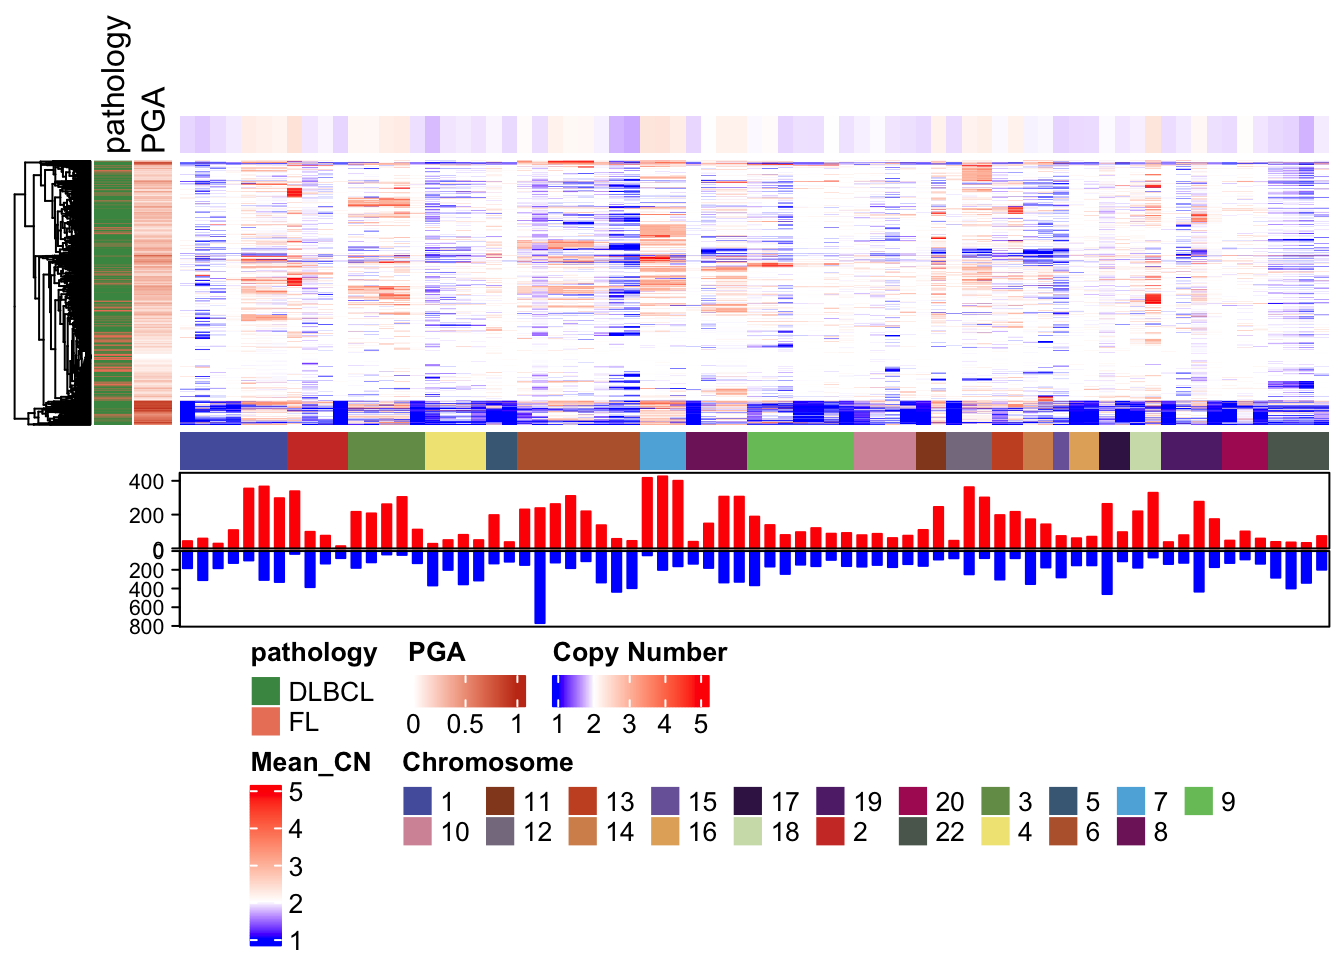 pathology
PGA
400
200
0
0
200
400
600
800
pathology PGA Copy Number
DLBCL
FL
0 0.5 1
1 2 3 4 5
Mean_CN Chromosome
5
4
3
2
1
1 11 13 15 17 19 20 3 5 7 9
10 12 14 16 18 2 22 4 6 8